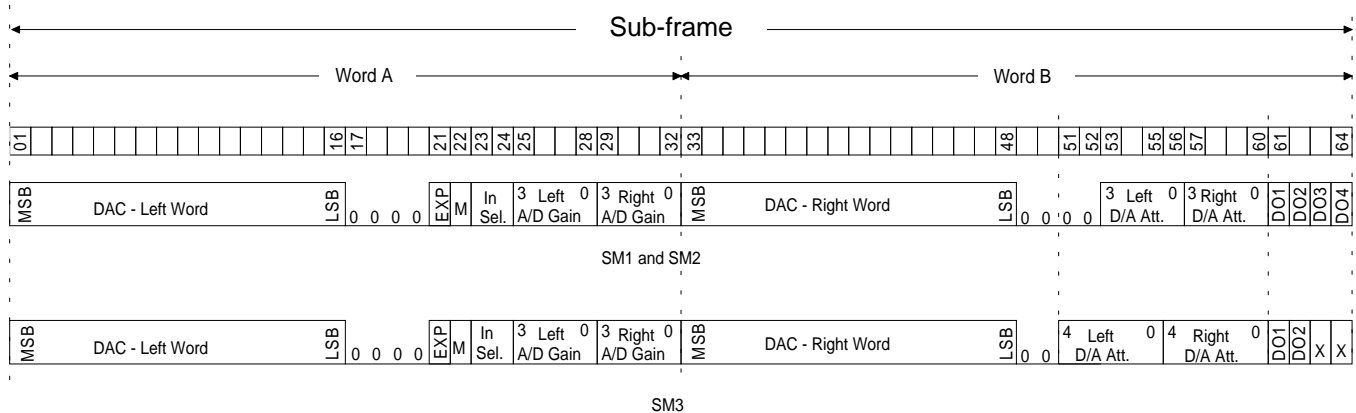 Sub-frame
Word A Word B
01 16 17 21 22 23 24 25 28 29 32 33 48 51 52 53 55 56 57 60 61 64
MSB DAC - Left Word LSB 0 0 0 0 EXP M In Sel. 3 Left 0 A/D Gain 3 Right 0 A/D Gain MSB DAC - Right Word LSB 0 0 0 0 3 Left 0 D/A Att. 3 Right 0 D/A Att. DO1 DO2 DO3 DO4
SM1 and SM2
MSB DAC - Left Word LSB 0 0 0 0 EXP M In Sel. 3 Left 0 A/D Gain 3 Right 0 A/D Gain MSB DAC - Right Word LSB 0 0 4 Left 0 D/A Att. 4 Right 0 D/A Att. DO1 DO2 X X
SM3